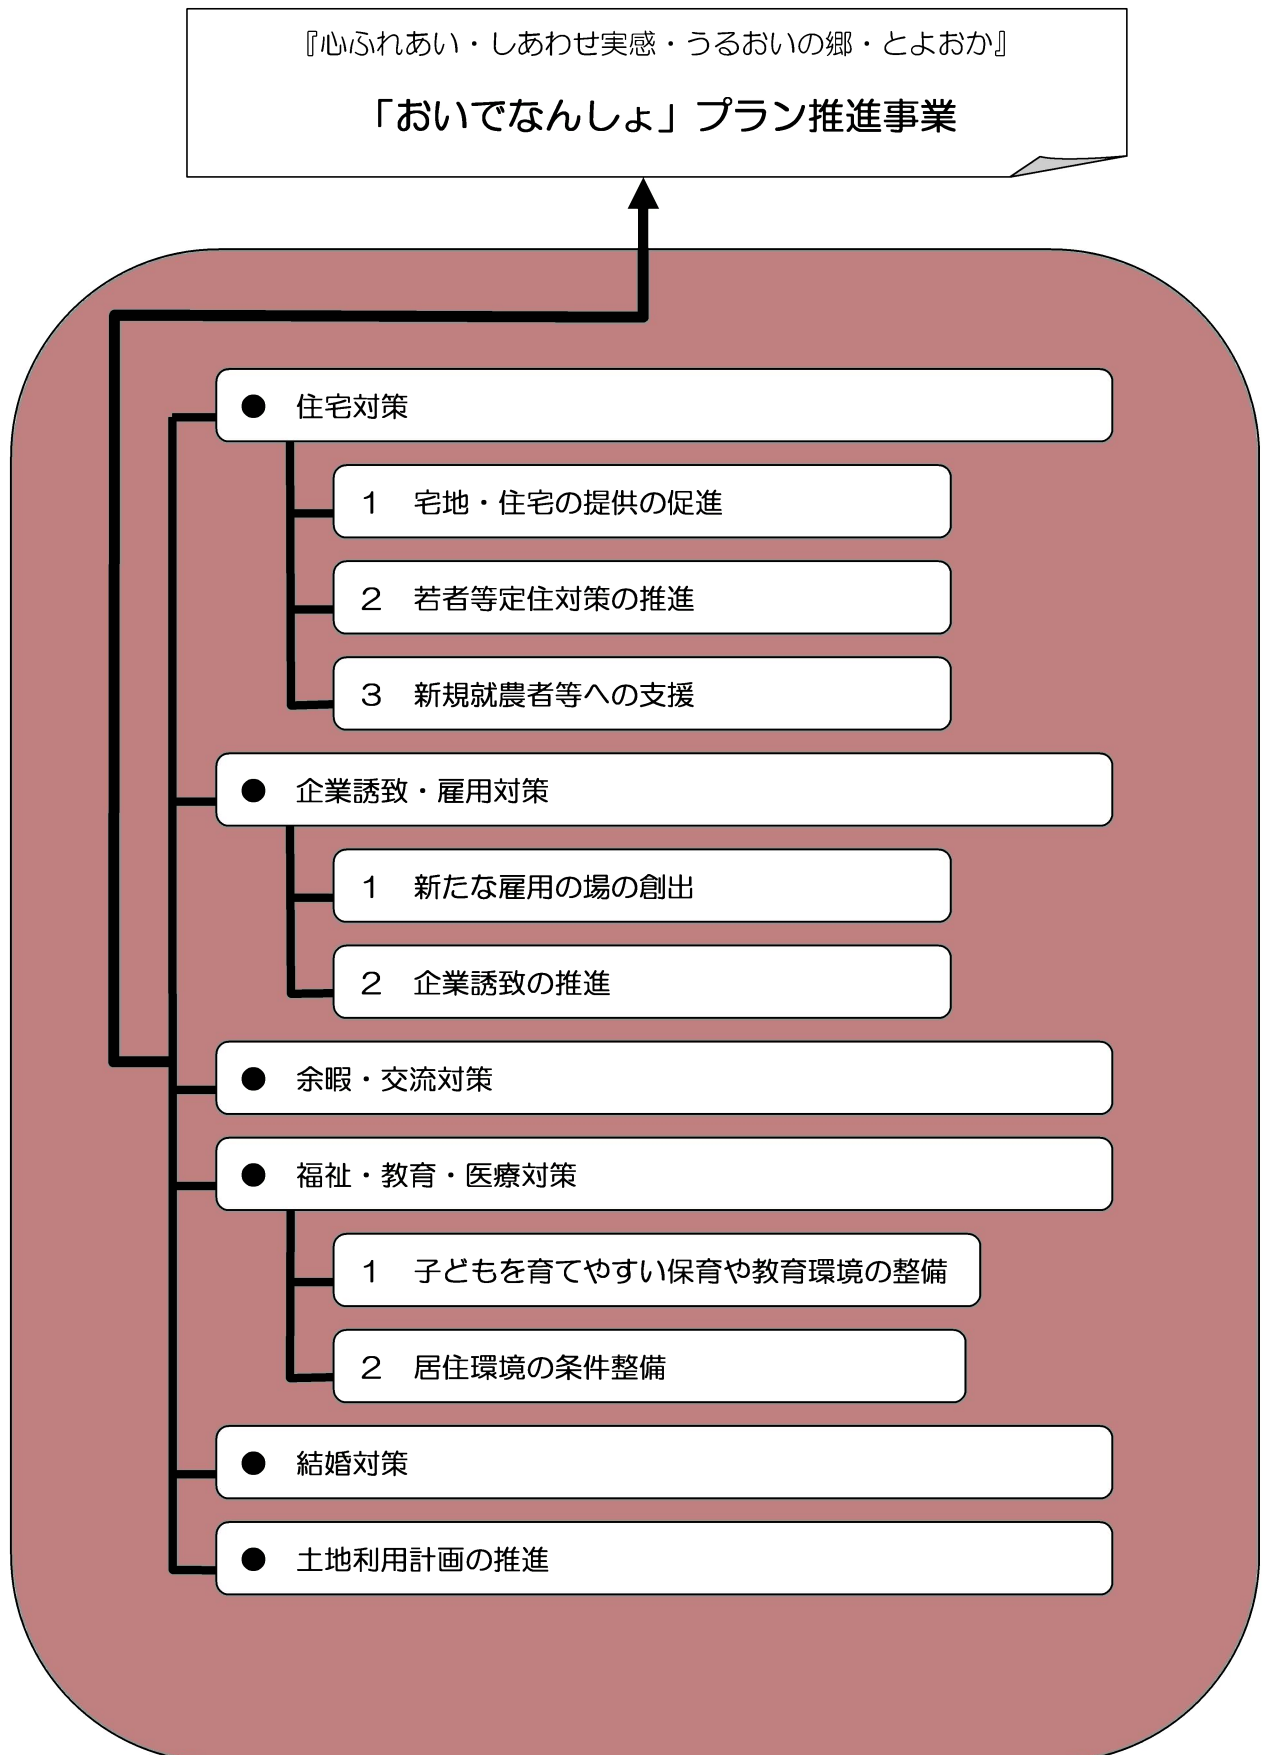 『心ふれあい・しあわせ実感・うるおいの郷・とよおか』
「おいでなんしょ」プラン推進事業
● 住宅対策
１ 宅地・住宅の提供の促進
２ 若者等定住対策の推進
３ 新規就農者等への支援
● 企業誘致・雇用対策
１ 新たな雇用の場の創出
２ 企業誘致の推進
● 余暇・交流対策
● 福祉・教育・医療対策
１ 子どもを育てやすい保育や教育環境の整備
２ 居住環境の条件整備
● 結婚対策
● 土地利用計画の推進